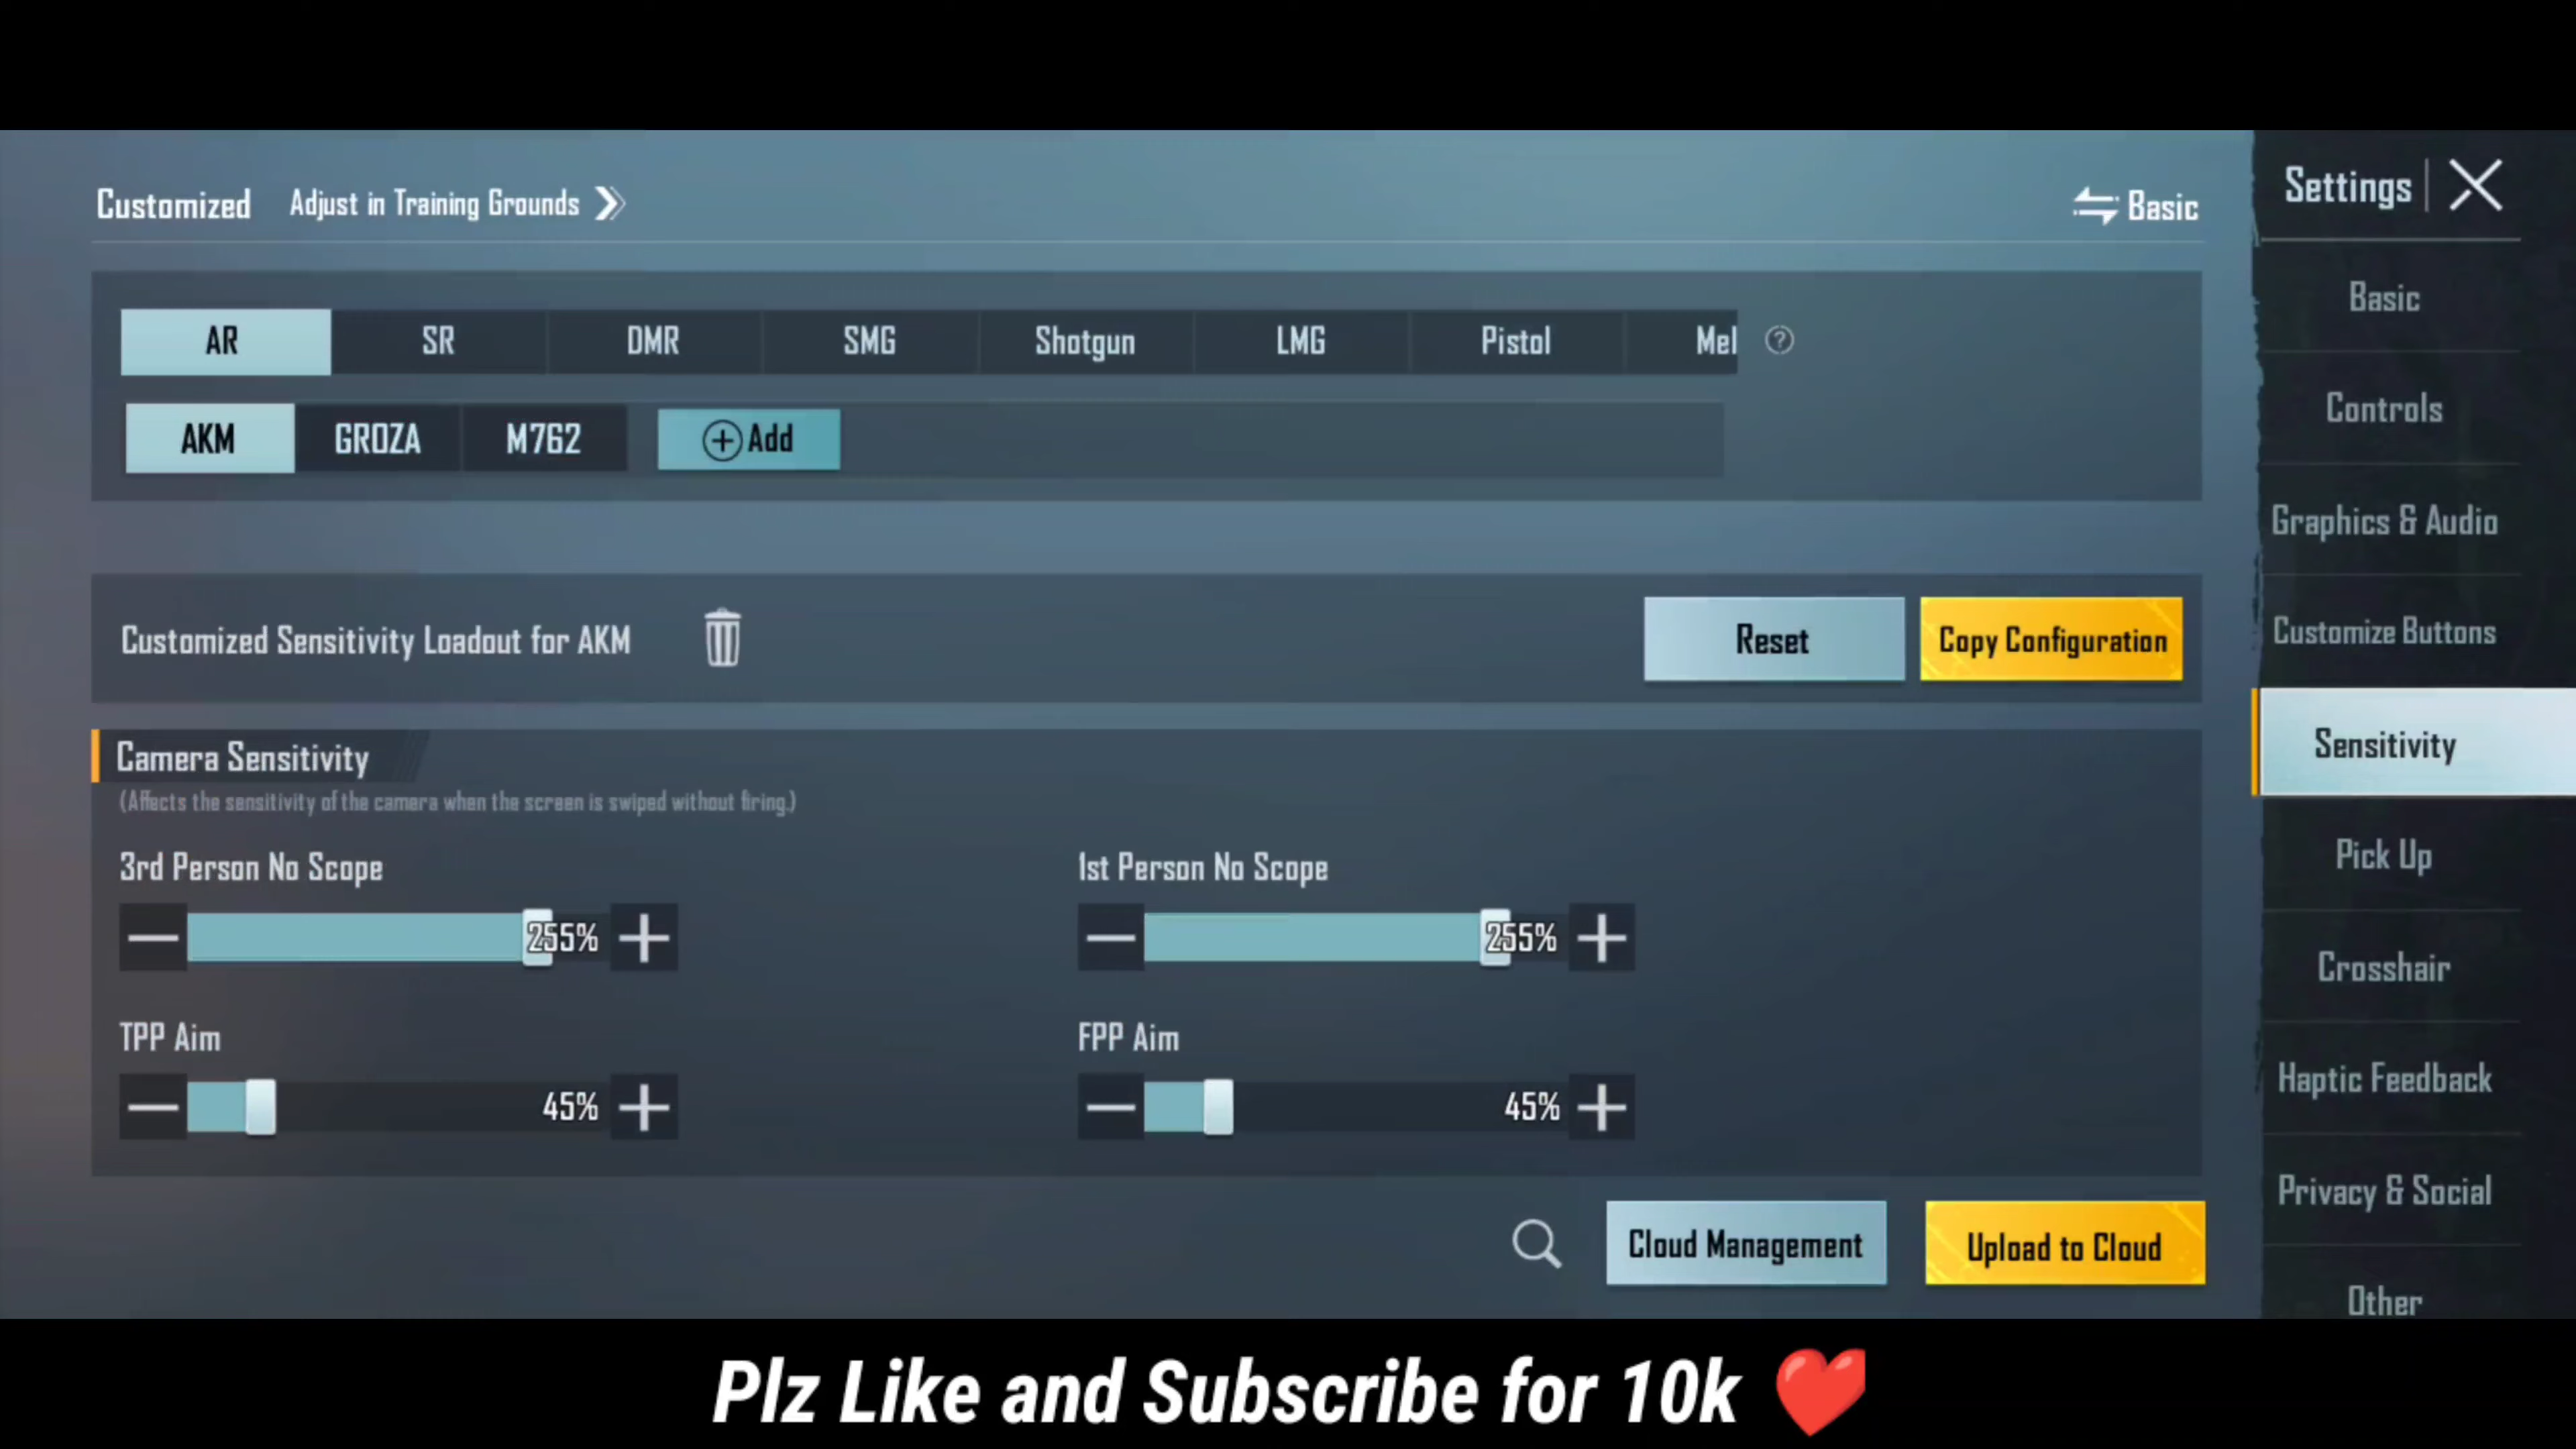 Customized Adjust in Training Grounds
Basic
Settings
AR SR DMR SMG Shotgun LMG Pistol Mel
AKM GROZA M762 Add
Customized Sensitivity Loadout for AKM
Reset Copy Configuration
Camera Sensitivity
(Affects the sensitivity of the camera when the screen is swiped without firing.)
3rd Person No Scope
255%
1st Person No Scope
255%
TPP Aim
45%
FPP Aim
45%
Cloud Management Upload to Cloud
Basic
Controls
Graphics & Audio
Customize Buttons
Sensitivity
Pick Up
Crosshair
Haptic Feedback
Privacy & Social
Other
Plz Like and Subscribe for 10k ❤️